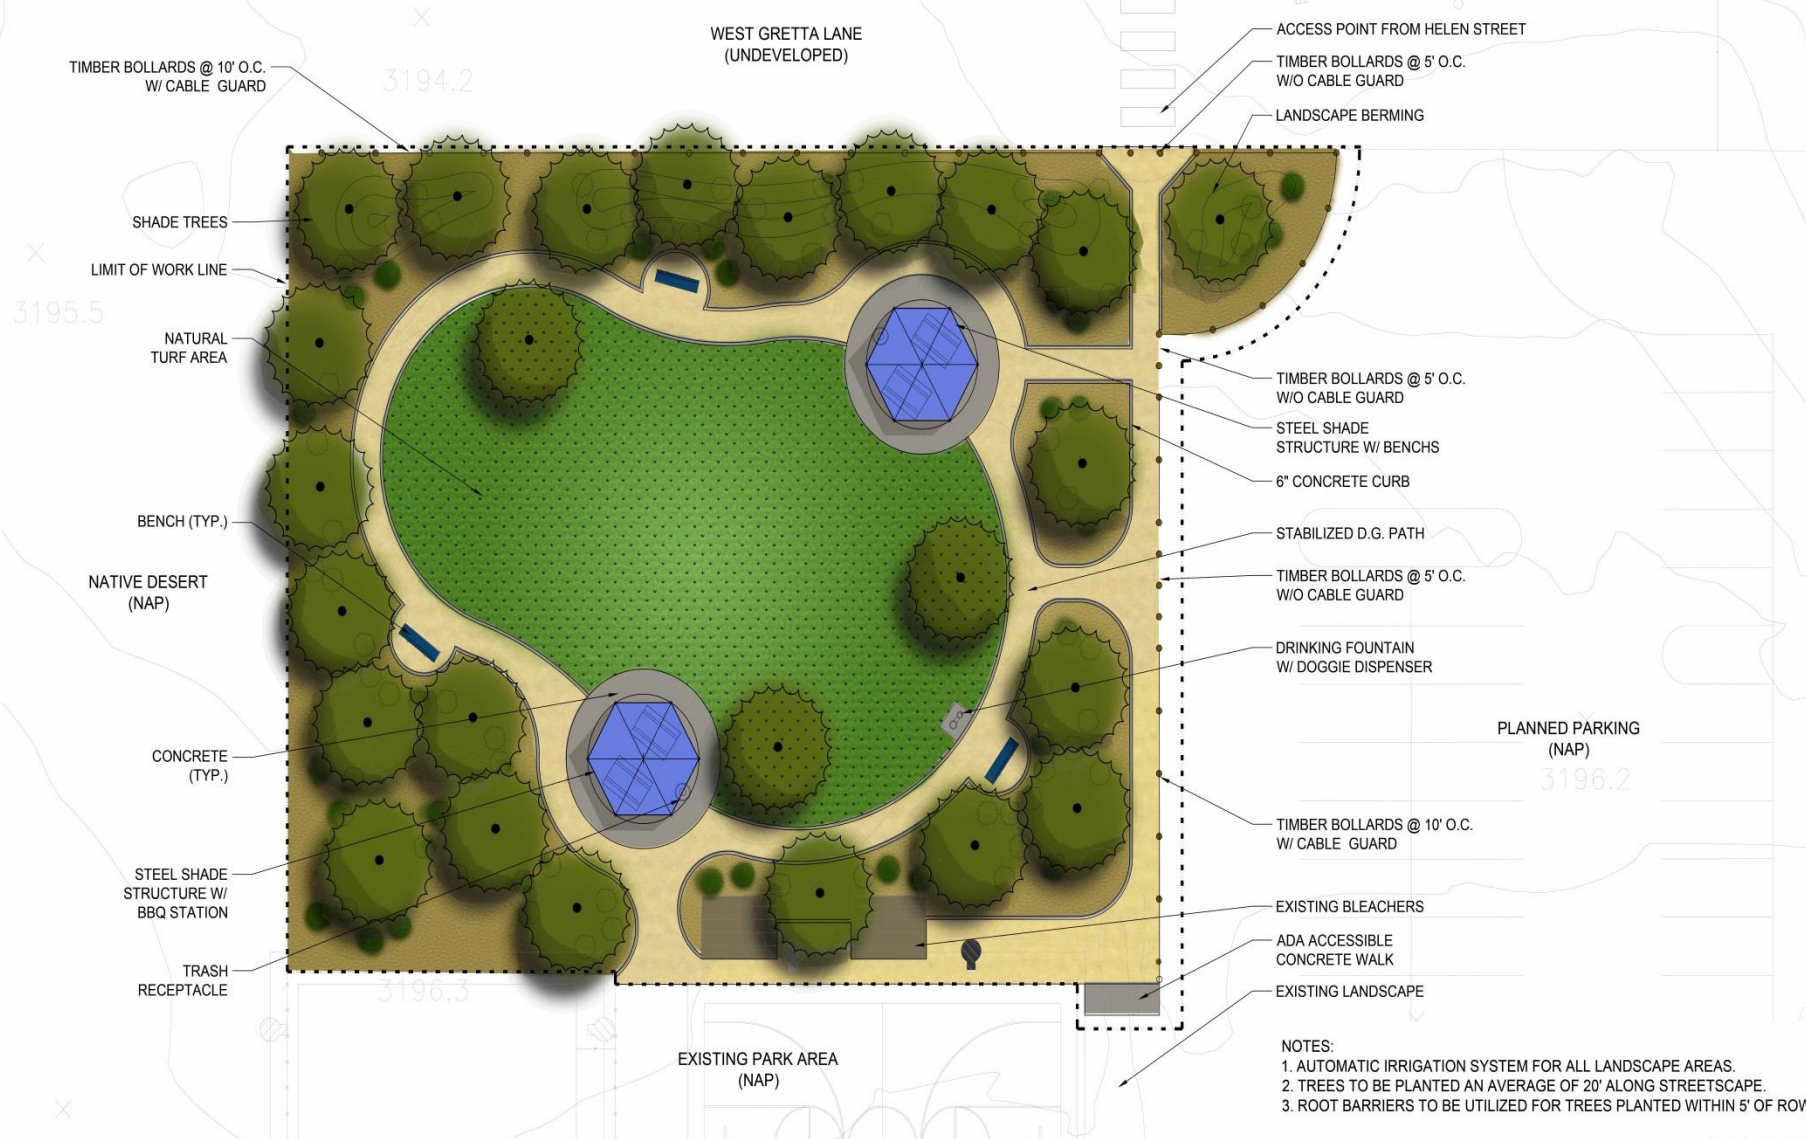 WEST GRETTA LANE
(UNDEVELOPED)
TIMBER BOLLARDS @ 10' O.C.
W/ CABLE GUARD
3194.2
SHADE TREES
LIMIT OF WORK LINE
3195.5
NATURAL
TURF AREA
BENCH (TYP.)
NATIVE DESERT
(NAP)
CONCRETE
(TYP.)
STEEL SHADE
STRUCTURE W/
BBQ STATION
TRASH
RECEPTACLE
3196.3
EXISTING PARK AREA
(NAP)
ACCESS POINT FROM HELEN STREET
TIMBER BOLLARDS @ 5' O.C.
W/O CABLE GUARD
LANDSCAPE BERMING
TIMBER BOLLARDS @ 5' O.C.
W/O CABLE GUARD
STEEL SHADE
STRUCTURE W/ BENCHS
6" CONCRETE CURB
STABILIZED D.G. PATH
TIMBER BOLLARDS @ 5' O.C.
W/O CABLE GUARD
DRINKING FOUNTAIN
W/ DOGGIE DISPENSER
PLANNED PARKING
(NAP)
3196.2
TIMBER BOLLARDS @ 10' O.C.
W/ CABLE GUARD
EXISTING BLEACHERS
ADA ACCESSIBLE
CONCRETE WALK
EXISTING LANDSCAPE
NOTES:
1. AUTOMATIC IRRIGATION SYSTEM FOR ALL LANDSCAPE AREAS.
2. TREES TO BE PLANTED AN AVERAGE OF 20' ALONG STREETSCAPE.
3. ROOT BARRIERS TO BE UTILIZED FOR TREES PLANTED WITHIN 5' OF ROW